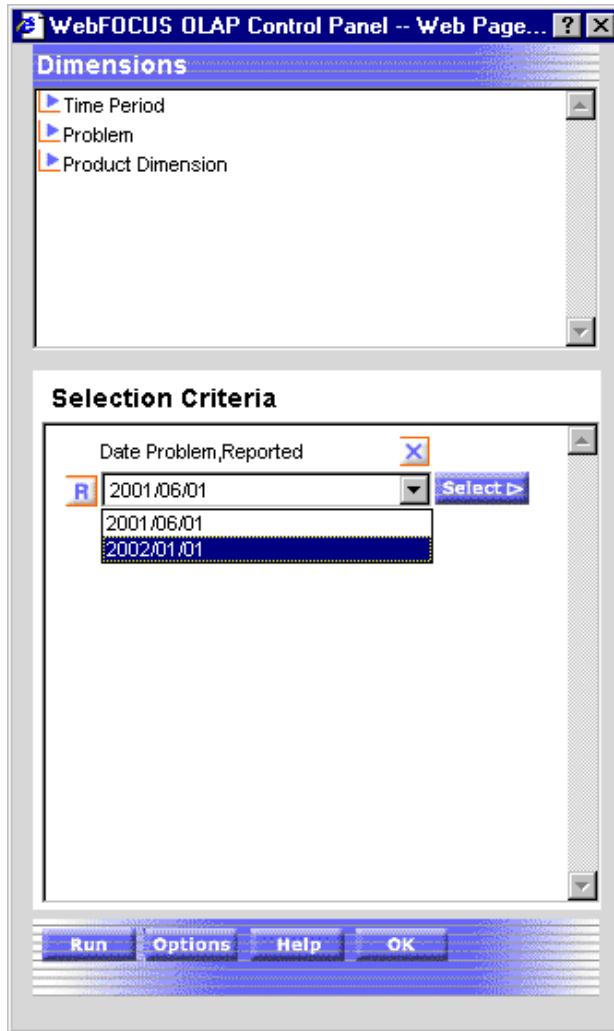 WebFOCUS OLAP Control Panel -- Web Page... ? X
Dimensions
Time Period
Problem
Product Dimension
Selection Criteria
Date Problem,Reported
R 2001/06/01 Select
2001/06/01
2002/01/01
Run Options Help OK